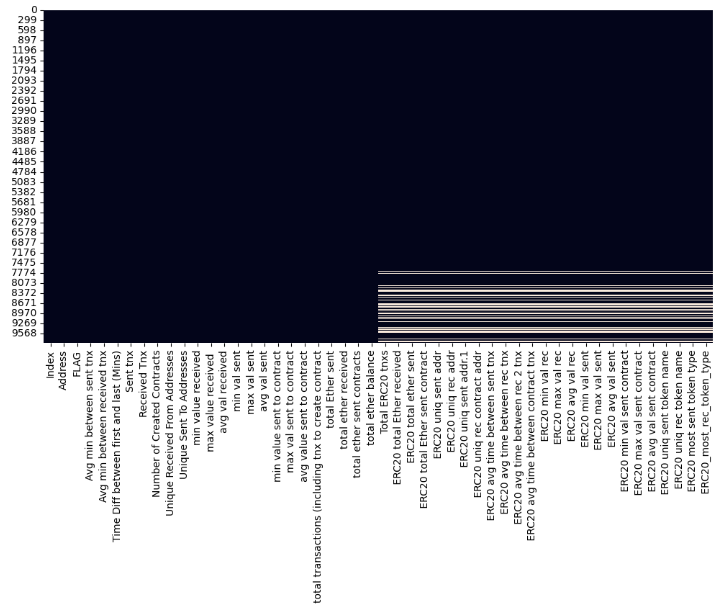 0
299
598
897
1196
1495
1794
2093
2392
2691
2990
3289
3588
3887
4186
4485
4784
5083
5382
5681
5980
6279
6578
6877
7176
7475
7774
8073
8372
8671
8970
9269
9568
Index
Address
FLAG
Avg min between sent tnx
Avg min between received tnx
Time Diff between first and last (Mins)
Sent tnx
Received Tnx
Number of Created Contracts
Unique Received From Addresses
Unique Sent To Addresses
min value received
max value received
avg val received
min val sent
max val sent
avg val sent
min value sent to contract
max val sent to contract
avg value sent to contract
total transactions (including tnx to create contract
total Ether sent
total ether received
total ether sent contracts
total ether balance
Total ERC20 tnxs
ERC20 total Ether received
ERC20 total ether sent
ERC20 total Ether sent contract
ERC20 uniq sent addr
ERC20 uniq rec addr
ERC20 uniq sent addr.1
ERC20 uniq rec contract addr
ERC20 avg time between sent tnx
ERC20 avg time between rec tnx
ERC20 avg time between rec 2 tnx
ERC20 avg time between contract tnx
ERC20 min val rec
ERC20 max val rec
ERC20 avg val rec
ERC20 min val sent
ERC20 max val sent
ERC20 avg val sent
ERC20 min val sent contract
ERC20 max val sent contract
ERC20 avg val sent contract
ERC20 uniq sent token name
ERC20 uniq rec token name
ERC20 most sent token type
ERC20_most_rec_token_type